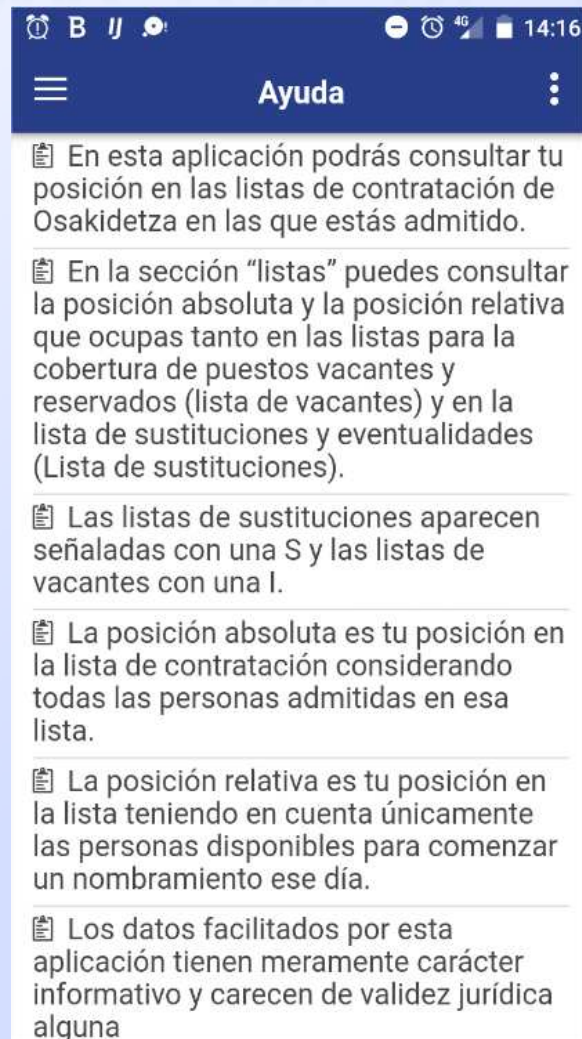 B IJ 4G 14:16
Ayuda
En esta aplicación podrás consultar tu
posición en las listas de contratación de
Osakidetza en las que estás admitido.
En la sección “listas” puedes consultar
la posición absoluta y la posición relativa
que ocupas tanto en las listas para la
cobertura de puestos vacantes y
reservados (lista de vacantes) y en la
lista de sustituciones y eventualidades
(Lista de sustituciones).
Las listas de sustituciones aparecen
señaladas con una S y las listas de
vacantes con una I.
La posición absoluta es tu posición en
la lista de contratación considerando
todas las personas admitidas en esa
lista.
La posición relativa es tu posición en
la lista teniendo en cuenta únicamente
las personas disponibles para comenzar
un nombramiento ese día.
Los datos facilitados por esta
aplicación tienen meramente carácter
informativo y carecen de validez jurídica
alguna